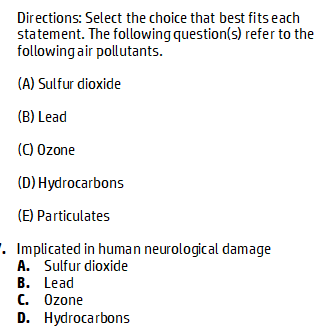 Directions: Select the choice that best fits each
statement. The following question(s) refer to the
following air pollutants.
(A) Sulfur dioxide
(B) Lead
(C) Ozone
(D) Hydrocarbons
(E) Particulates
. Implicated in human neurological damage
A. Sulfur dioxide
B. Lead
C. Ozone
D. Hydrocarbons